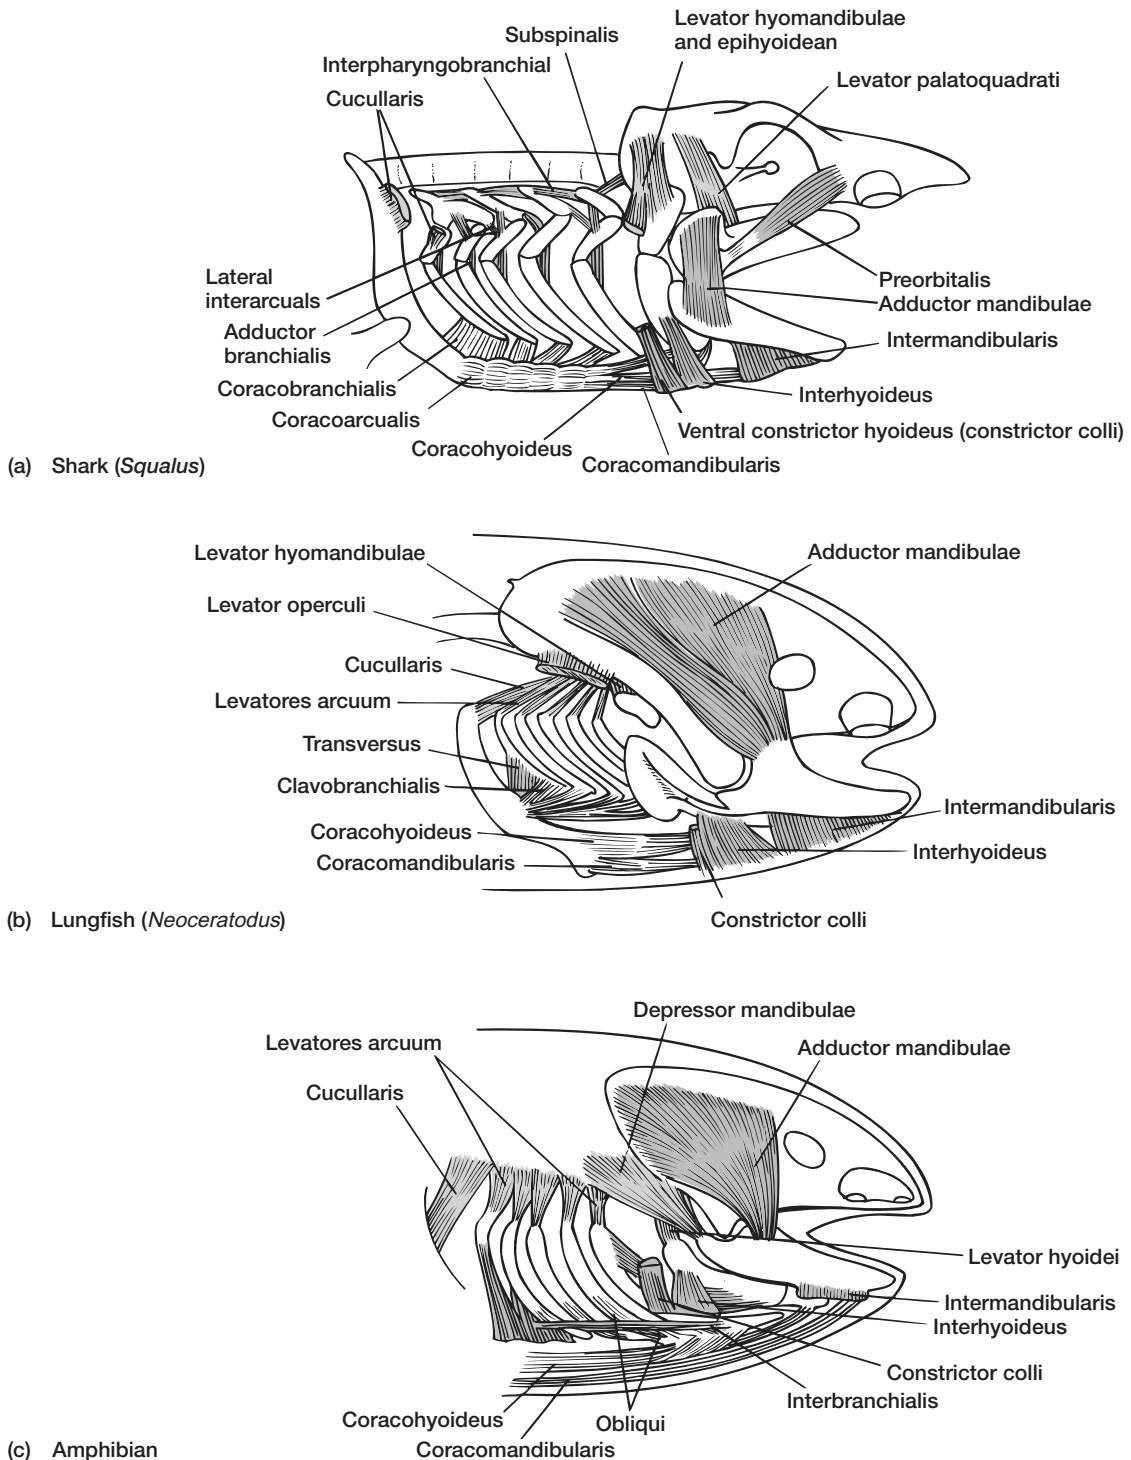 Levator hyomandibulae
and epihyoidean
Subspinalis
Interpharyngobranchial
Levator palatoquadrati
Cucullaris
Lateral
interarcuals
Preorbitalis
Adductor mandibulae
Adductor
branchialis
Intermandibularis
Coracobranchialis
Interhyoideus
Coracoarcualis
Ventral constrictor hyoideus (constrictor colli)
Coracohyoideus
Coracomandibularis
(a) Shark (Squalus)
Levator hyomandibulae
Adductor mandibulae
Levator operculi
Cucullaris
Levatores arcuum
Transversus
Clavobranchialis
Intermandibularis
Coracohyoideus
Interhyoideus
Coracomandibularis
Constrictor colli
(b) Lungfish (Neoceratodus)
Depressor mandibulae
Levatores arcuum
Adductor mandibulae
Cucullaris
Levator hyoidei
Intermandibularis
Interhyoideus
Constrictor colli
Interbranchialis
Coracohyoideus
Obliqui
Coracomandibularis
(c) Amphibian